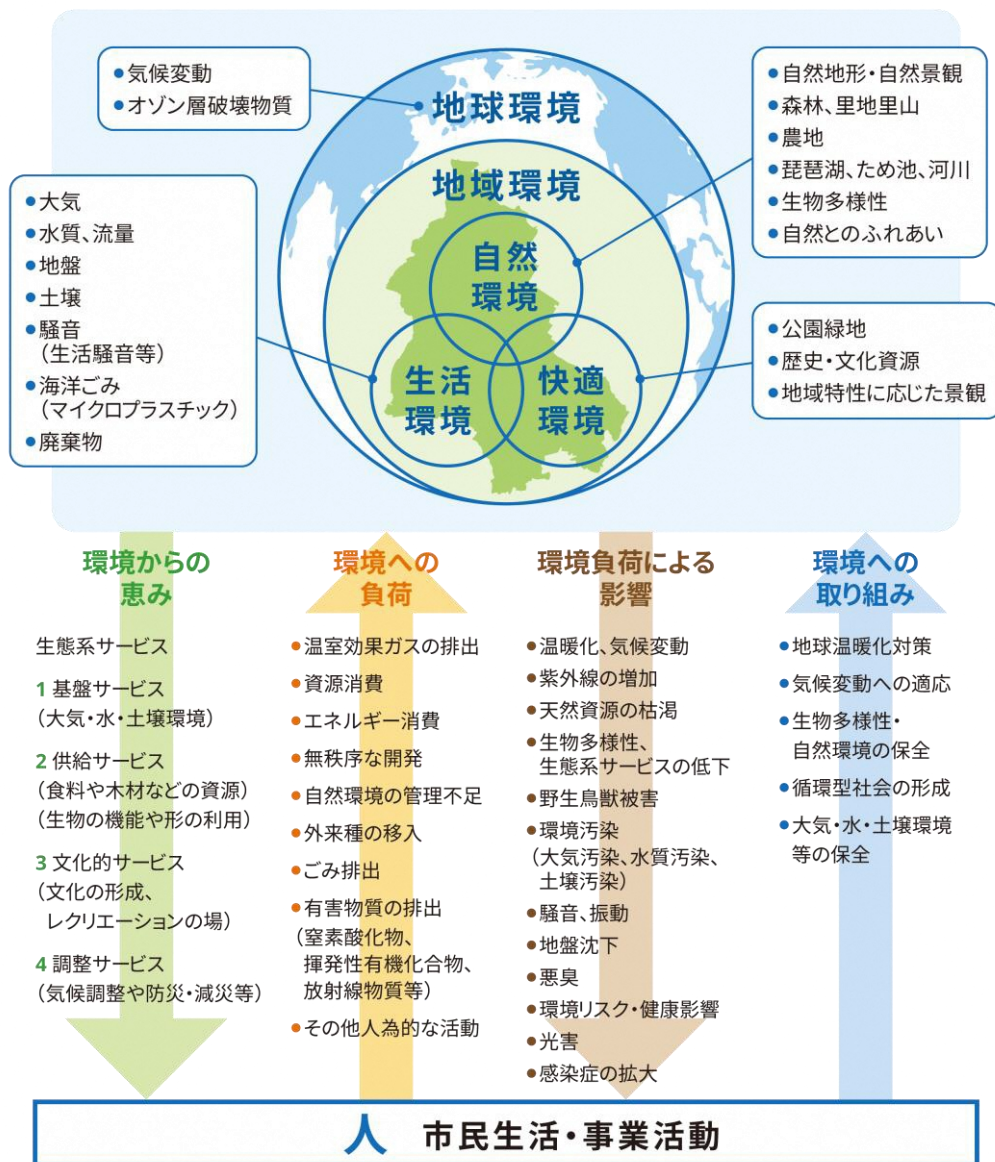 ●気候変動
●オゾン層破壊物質
地球環境
地域環境
自然
環境
生活
環境
快適
環境
●自然地形・自然景観
●森林、里地里山
●農地
●琵琶湖、ため池、河川
●生物多様性
●自然とのふれあい
●大気
●水質、流量
●地盤
●土壌
●騒音
(生活騒音等)
●海洋ごみ
(マイクロプラスチック)
●廃棄物
●公園緑地
●歴史・文化資源
●地域特性に応じた景観
環境からの
恵み
生態系サービス
1 基盤サービス
(大気・水・土壌環境)
2 供給サービス
(食料や木材などの資源)
(生物の機能や形の利用)
3 文化的サービス
(文化の形成、
レクリエーションの場)
4 調整サービス
(気候調整や防災・減災等)
環境への
負荷
●温室効果ガスの排出
●資源消費
●エネルギー消費
●無秩序な開発
●自然環境の管理不足
●外来種の移入
●ごみ排出
●有害物質の排出
(窒素酸化物、
揮発性有機化合物、
放射線物質等)
●その他人為的な活動
環境負荷による
影響
●温暖化、気候変動
●紫外線の増加
●天然資源の枯渇
●生物多様性、
生態系サービスの低下
●野生鳥獣被害
●環境汚染
(大気汚染、水質汚染、
土壌汚染)
●騒音、振動
●地盤沈下
●悪臭
●環境リスク・健康影響
●光害
●感染症の拡大
環境への
取り組み
●地球温暖化対策
●気候変動への適応
●生物多様性・
自然環境の保全
●循環型社会の形成
●大気・水・土壌環境
等の保全
人 市民生活・事業活動